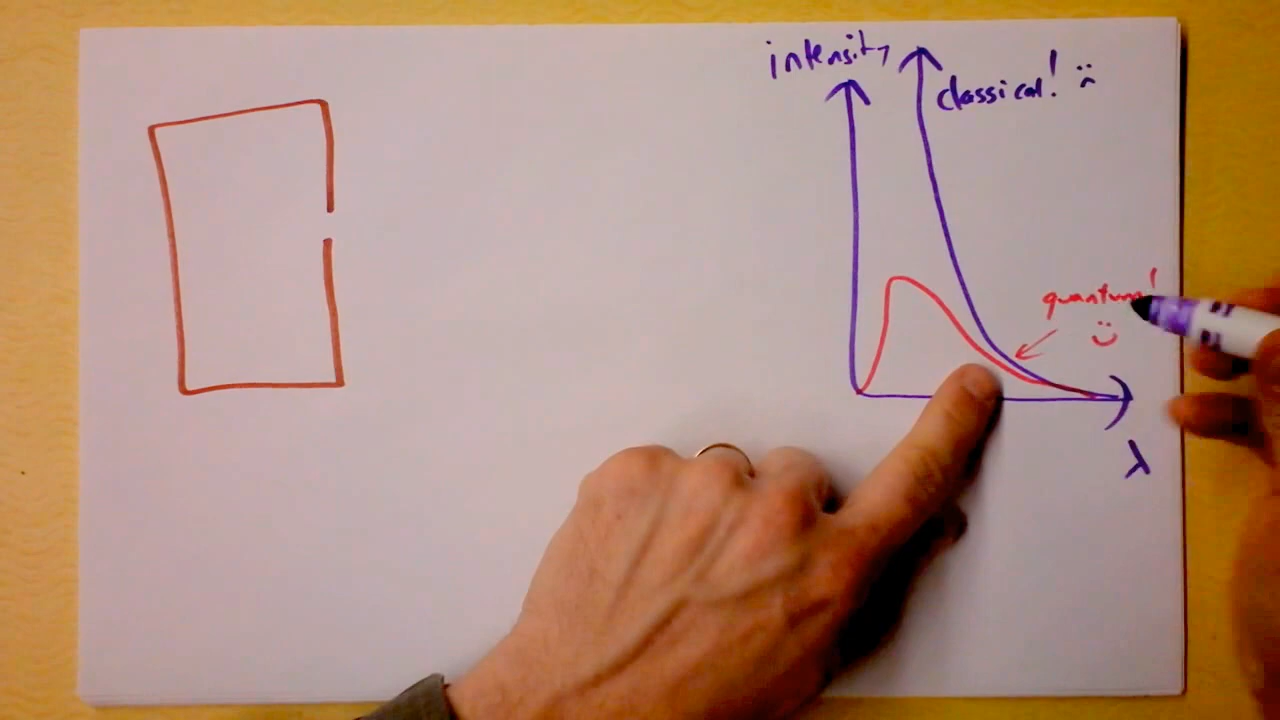 intensity
classical! :(
quantum!
:)
λ